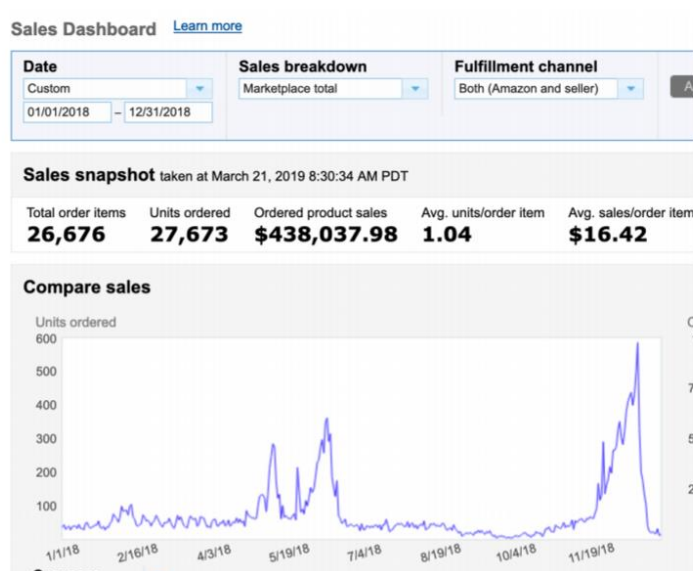 Sales Dashboard Learn more
Date Sales breakdown Fulfillment channel
Custom Marketplace total Both (Amazon and seller) A
01/01/2018 – 12/31/2018
Sales snapshot taken at March 21, 2019 8:30:34 AM PDT
Total order items Units ordered Ordered product sales Avg. units/order item Avg. sales/order item
26,676 27,673 $438,037.98 1.04 $16.42
Compare sales
Units ordered
600
500
400
300
200
100
1/1/18 2/16/18 4/3/18 5/19/18 7/4/18 8/19/18 10/4/18 11/19/18
7
5
2